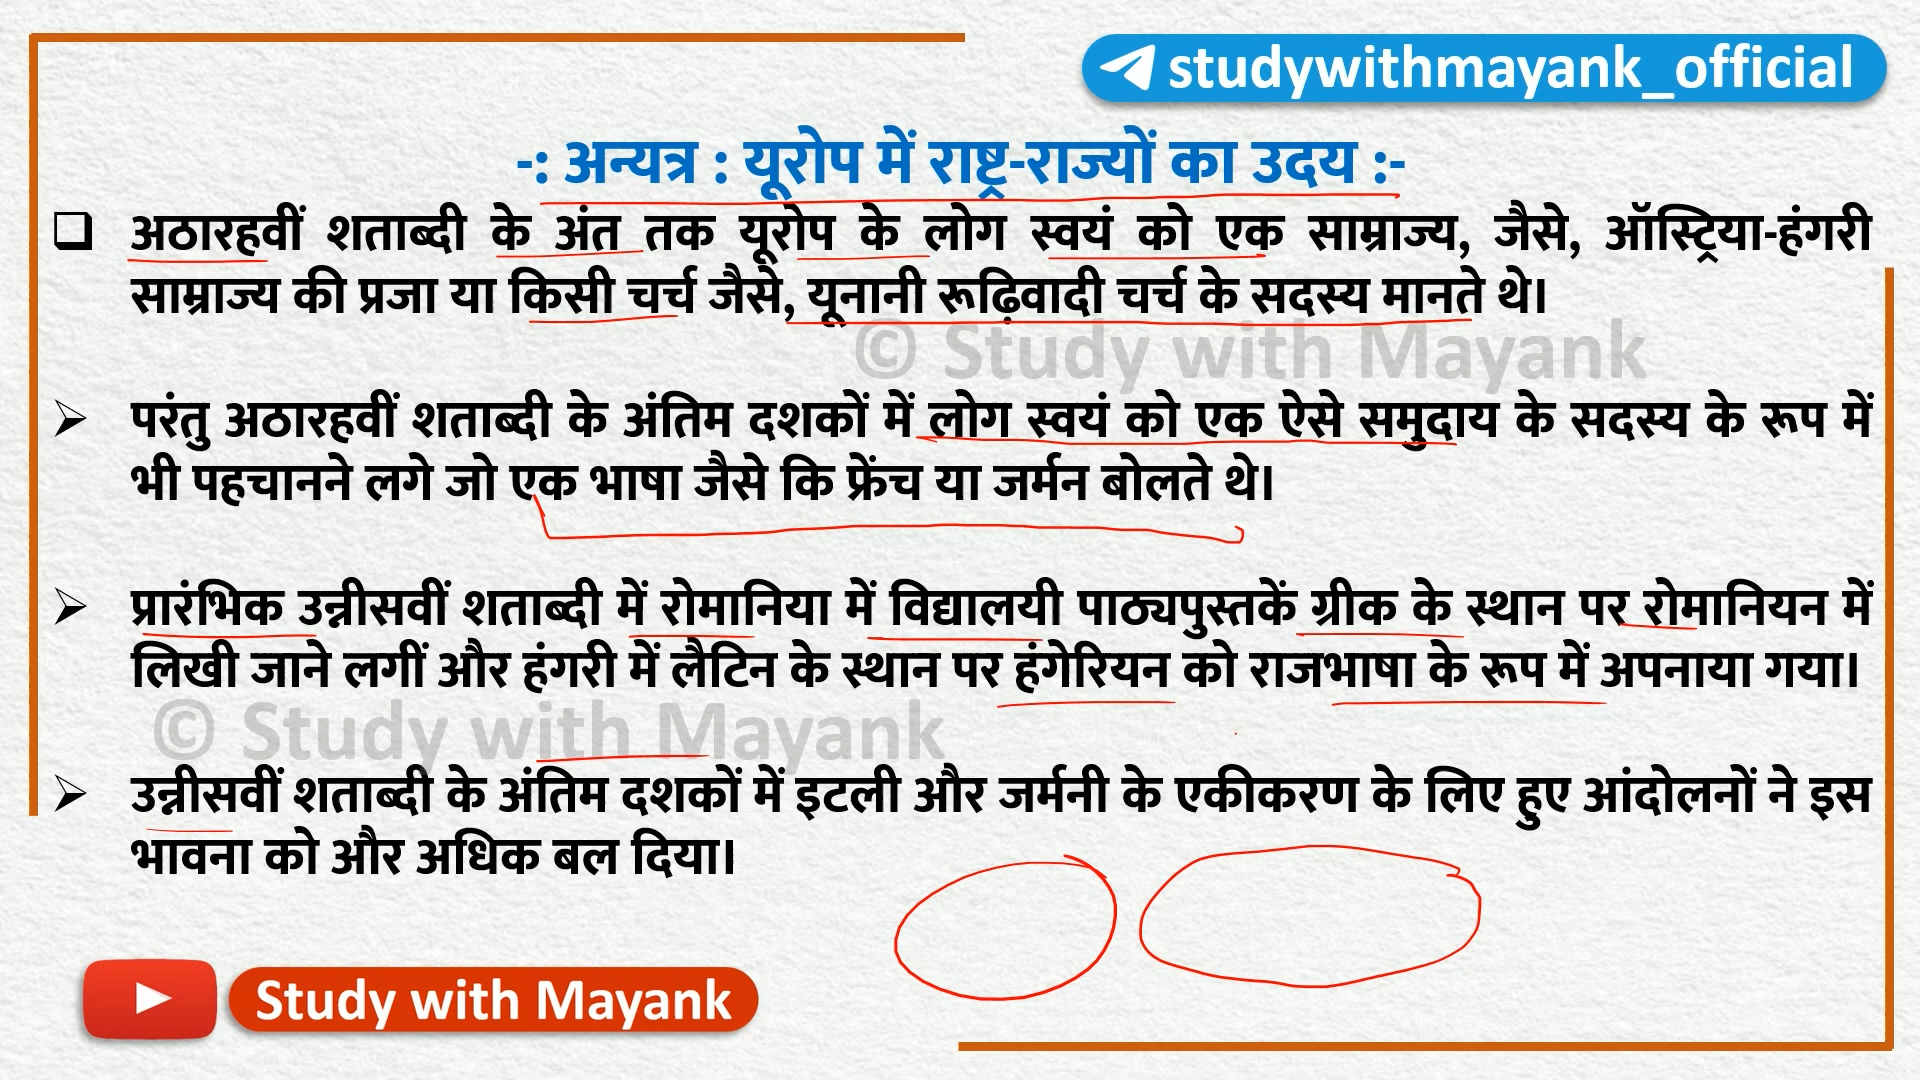 studywithmayank_official
-: अन्यत्र : यूरोप में राष्ट्र-राज्यों का उदय :-
❑ अठारहवीं शताब्दी के अंत तक यूरोप के लोग स्वयं को एक साम्राज्य, जैसे, ऑस्ट्रिया-हंगरी
साम्राज्य की प्रजा या किसी चर्च जैसे, यूनानी रूढ़िवादी चर्च के सदस्य मानते थे।
© Study with Mayank
➢ परंतु अठारहवीं शताब्दी के अंतिम दशकों में लोग स्वयं को एक ऐसे समुदाय के सदस्य के रूप में
भी पहचानने लगे जो एक भाषा जैसे कि फ्रेंच या जर्मन बोलते थे।
➢ प्रारंभिक उन्नीसवीं शताब्दी में रोमानिया में विद्यालयी पाठ्यपुस्तकें ग्रीक के स्थान पर रोमानियन में
लिखी जाने लगीं और हंगरी में लैटिन के स्थान पर हंगेरियन को राजभाषा के रूप में अपनाया गया।
© Study with Mayank
➢ उन्नीसवीं शताब्दी के अंतिम दशकों में इटली और जर्मनी के एकीकरण के लिए हुए आंदोलनों ने इस
भावना को और अधिक बल दिया।
Study with Mayank